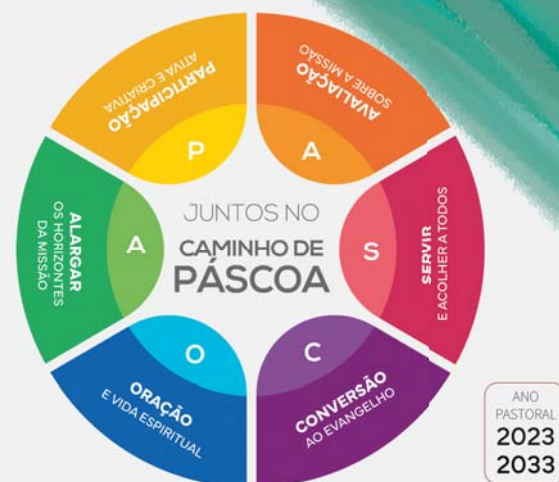 PARTICIPAÇÃO
ATIVA E CRIATIVA
P
AVALIAÇÃO
SOBRE A MISSÃO
A
SERVIR
E ACOLHER A TODOS
S
CONVERSÃO
AO EVANGELHO
C
ORAÇÃO
E VIDA ESPIRITUAL
O
ALARGAR
OS HORIZONTES
DA MISSÃO
A
JUNTOS NO
CAMINHO DE
PÁSCOA
ANO
PASTORAL
2023
2033